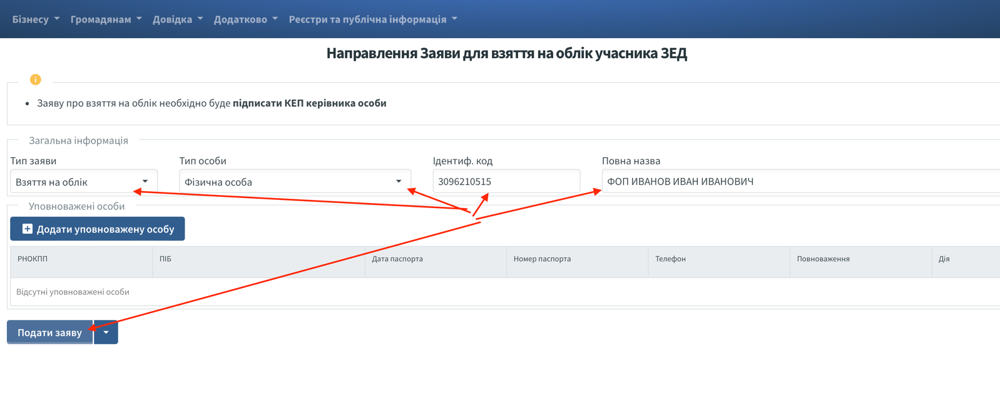 Бізнесу Громадянам Довідка Додатково Реєстри та публічна інформація
Направлення Заяви для взяття на облік учасника ЗЕД
Заяву про взяття на облік необхідно буде підписати КЕП керівника особи
Загальна інформація
Тип заяви Тип особи Ідентиф. код Повна назва
Взяття на облік Фізична особа 3096210515 ФОП ИВАНОВ ИВАН ИВАНОВИЧ
Уповноважені особи
Додати уповноважену особу
РНОКПП ПІБ Дата паспорта Номер паспорта Телефон Повноваження Дія
Відсутні уповноважені особи
Подати заяву